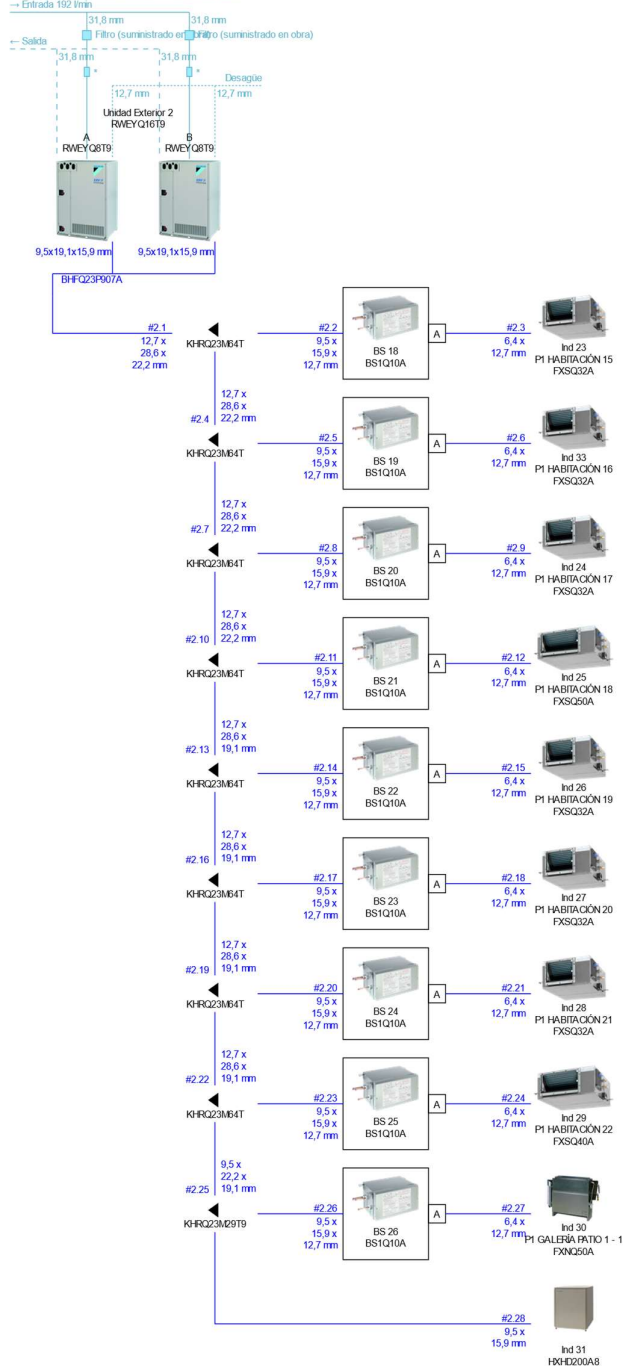 → Entrada 192 l/min
31,8 mm
31,8 mm
Filtro (suministrado en obra)
Filtro (suministrado en obra)
← Salida
31,8 mm
31,8 mm
*
*
Desagüe
12,7 mm
12,7 mm
Unidad Exterior 2
RWEYQ16T9
A
RWEYQ8T9
B
RWEYQ8T9
9,5x19,1x15,9 mm
9,5x19,1x15,9 mm
BHFQ23P907A
#2.1
12,7 x
28,6 x
22,2 mm
KHRQ23M64T
#2.2
9,5 x
15,9 x
12,7 mm
BS 18
BS1Q10A
A
#2.3
6,4 x
12,7 mm
Ind 23
P1 HABITACIÓN 15
FXSQ32A
#2.4
12,7 x
28,6 x
22,2 mm
KHRQ23M64T
#2.5
9,5 x
15,9 x
12,7 mm
BS 19
BS1Q10A
A
#2.6
6,4 x
12,7 mm
Ind 33
P1 HABITACIÓN 16
FXSQ32A
#2.7
12,7 x
28,6 x
22,2 mm
KHRQ23M64T
#2.8
9,5 x
15,9 x
12,7 mm
BS 20
BS1Q10A
A
#2.9
6,4 x
12,7 mm
Ind 24
P1 HABITACIÓN 17
FXSQ32A
#2.10
12,7 x
28,6 x
22,2 mm
KHRQ23M64T
#2.11
9,5 x
15,9 x
12,7 mm
BS 21
BS1Q10A
A
#2.12
6,4 x
12,7 mm
Ind 25
P1 HABITACIÓN 18
FXSQ50A
#2.13
12,7 x
28,6 x
19,1 mm
KHRQ23M64T
#2.14
9,5 x
15,9 x
12,7 mm
BS 22
BS1Q10A
A
#2.15
6,4 x
12,7 mm
Ind 26
P1 HABITACIÓN 19
FXSQ32A
#2.16
12,7 x
28,6 x
19,1 mm
KHRQ23M64T
#2.17
9,5 x
15,9 x
12,7 mm
BS 23
BS1Q10A
A
#2.18
6,4 x
12,7 mm
Ind 27
P1 HABITACIÓN 20
FXSQ32A
#2.19
12,7 x
28,6 x
19,1 mm
KHRQ23M64T
#2.20
9,5 x
15,9 x
12,7 mm
BS 24
BS1Q10A
A
#2.21
6,4 x
12,7 mm
Ind 28
P1 HABITACIÓN 21
FXSQ32A
#2.22
12,7 x
28,6 x
19,1 mm
KHRQ23M64T
#2.23
9,5 x
15,9 x
12,7 mm
BS 25
BS1Q10A
A
#2.24
6,4 x
12,7 mm
Ind 29
P1 HABITACIÓN 22
FXSQ40A
#2.25
9,5 x
22,2 x
19,1 mm
KHRQ23M29T9
#2.26
9,5 x
15,9 x
12,7 mm
BS 26
BS1Q10A
A
#2.27
6,4 x
12,7 mm
Ind 30
P1 GALERÍA PATIO 1 - 1
FXNQ50A
#2.28
9,5 x
15,9 mm
Ind 31
HXHD200A8